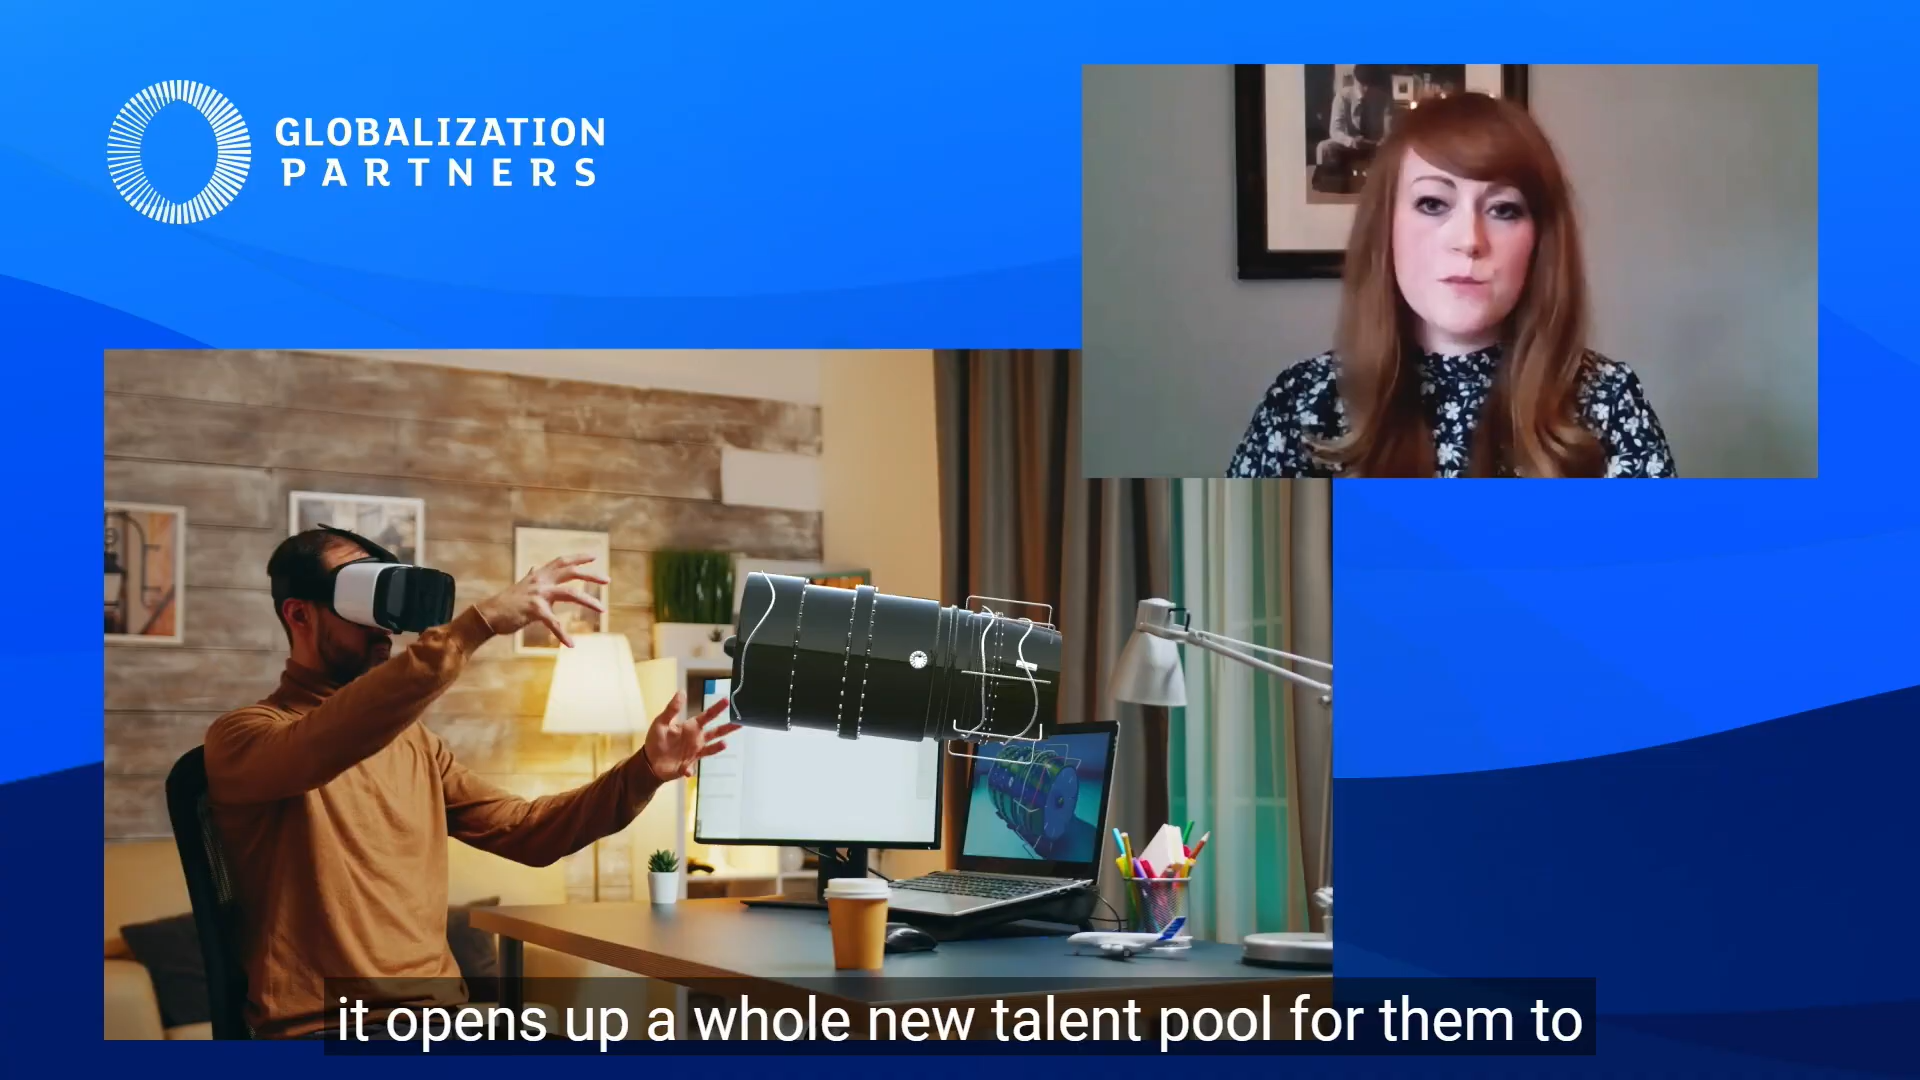 GLOBALIZATION
PARTNERS
it opens up a whole new talent pool for them to